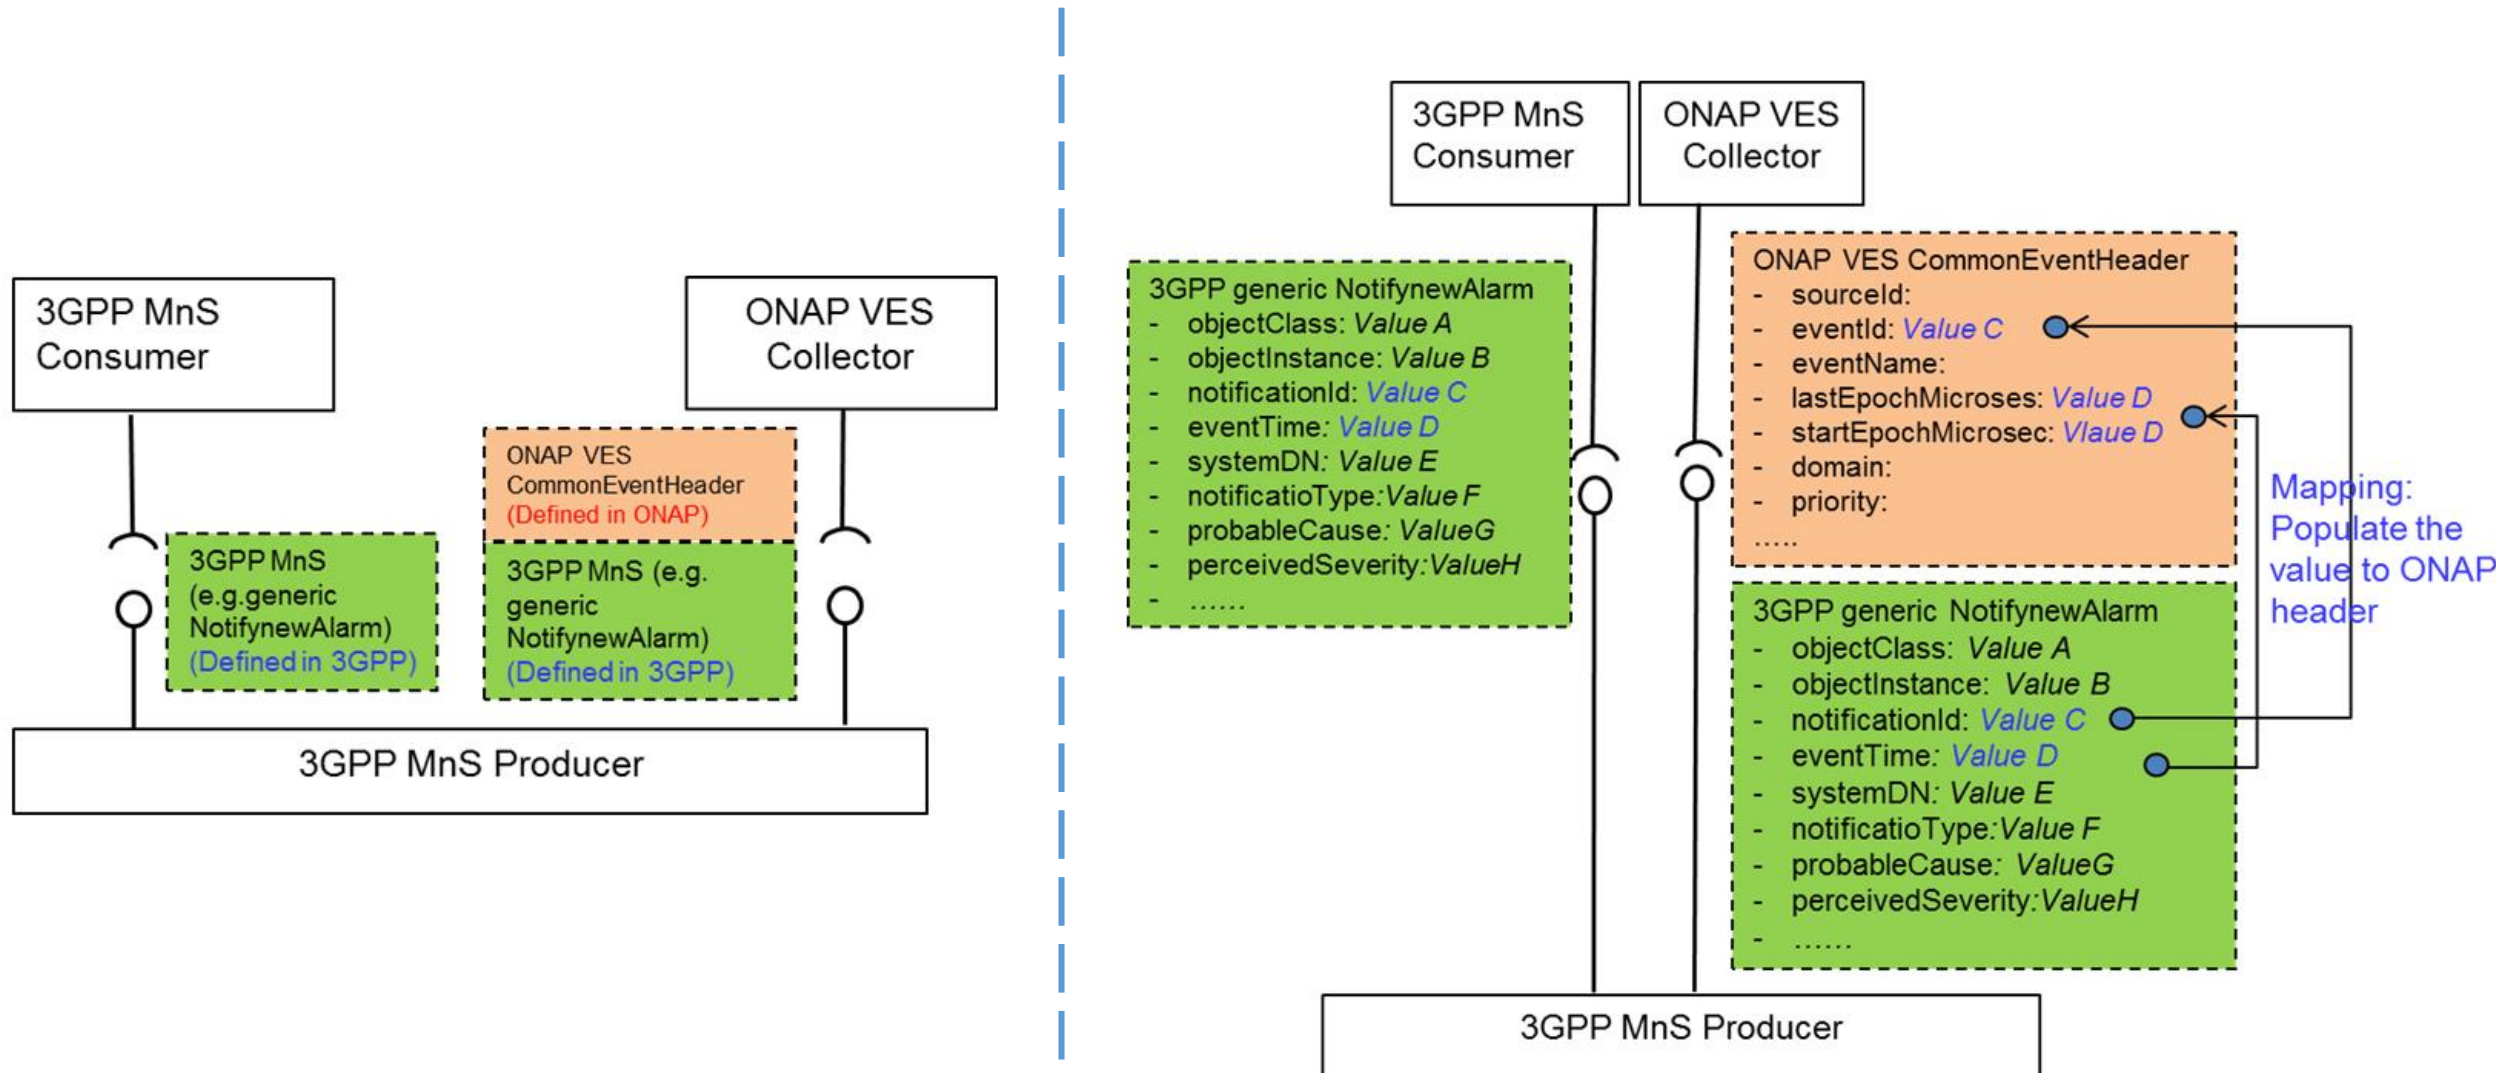 3GPP MnS
Consumer
ONAP VES
Collector
ONAP VES
CommonEventHeader
(Defined in ONAP)
3GPP MnS
(e.g.generic
NotifynewAlarm)
(Defined in 3GPP)
3GPP MnS (e.g.
generic
NotifynewAlarm)
(Defined in 3GPP)
3GPP MnS Producer
3GPP MnS
Consumer
ONAP VES
Collector
3GPP generic NotifynewAlarm
- objectClass: Value A
- objectInstance: Value B
- notificationId: Value C
- eventTime: Value D
- systemDN: Value E
- notificatioType:Value F
- probableCause: ValueG
- perceivedSeverity:ValueH
- ......
ONAP VES CommonEventHeader
- sourceId:
- eventId: Value C
- eventName:
- lastEpochMicroses: Value D
- startEpochMicrosec: Vlaue D
- domain:
- priority:
.....
Mapping:
Populate the
value to ONAP
header
3GPP generic NotifynewAlarm
- objectClass: Value A
- objectInstance: Value B
- notificationId: Value C
- eventTime: Value D
- systemDN: Value E
- notificatioType:Value F
- probableCause: ValueG
- perceivedSeverity:ValueH
- ......
3GPP MnS Producer